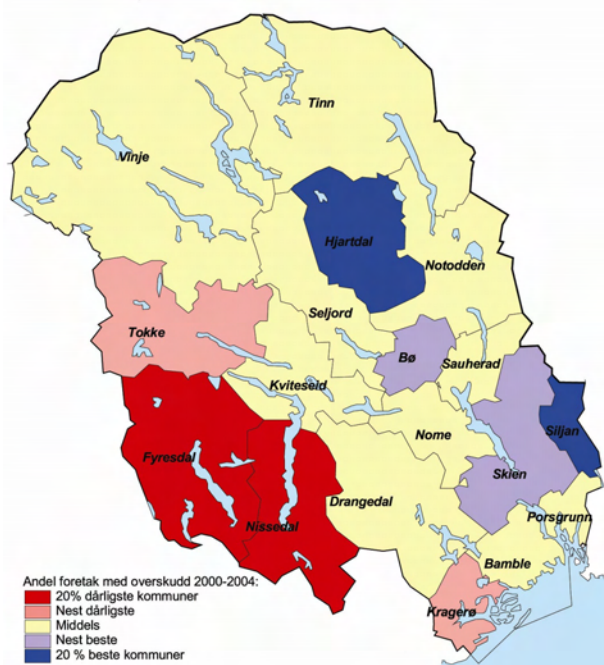 Tinn
Vinje
Hjartdal
Notodden
Seljord
Tokke
Bø
Sauherad
Kviteseid
Siljan
Nome
Fyresdal
Skien
Drangedal
Nissedal
Porsgrunn
Bamble
Kragerø
Andel foretak med overskudd 2000-2004:
20% dårligste kommuner
Nest dårligste
Middels
Nest beste
20 % beste kommuner